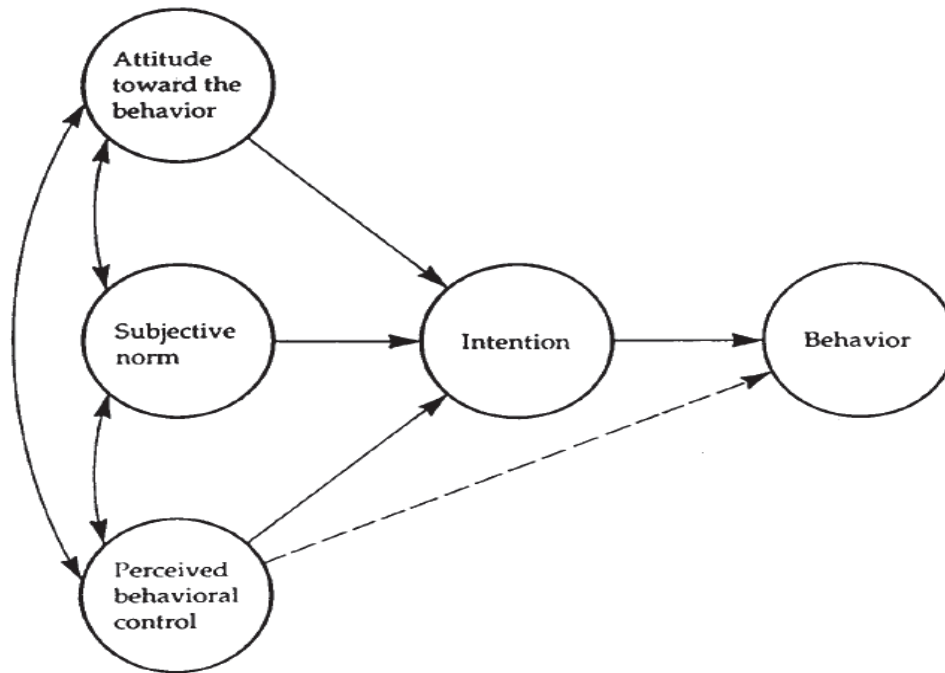 Attitude
toward the
behavior
Subjective
norm
Intention
Behavior
Perceived
behavioral
control